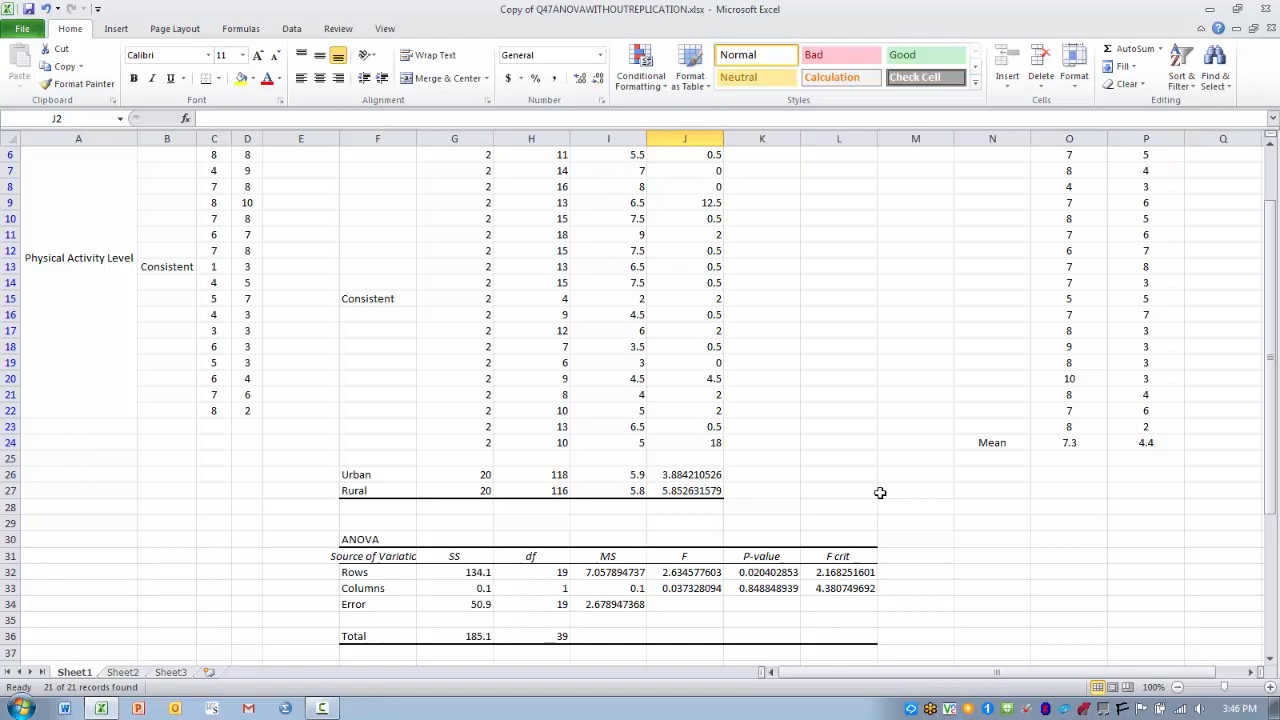 Copy of Q47ANOVAWITHOUTREPLICATION.xlsx - Microsoft Excel
File Home Insert Page Layout Formulas Data Review View
Paste Cut Copy Format Painter Clipboard
Calibri 11 B I U Font
Wrap Text Merge & Center Alignment
General $ % , Number
Conditional Formatting Format as Table
Normal Bad Good
Neutral Calculation Check Cell
Styles
Insert Delete Format Cells
AutoSum Fill Clear Sort & Filter Find & Select Editing
J2 fx
A B C D E F G H I J K L M N O P Q
6 8 8 2 11 5.5 0.5 7 5
7 4 9 2 14 7 0 8 4
8 7 8 2 16 8 0 4 3
9 8 10 2 13 6.5 12.5 7 6
10 7 8 2 15 7.5 0.5 8 5
11 6 7 2 18 9 2 7 6
12 7 8 2 15 7.5 0.5 6 7
Physical Activity Level
13 Consistent 1 3 2 13 6.5 0.5 7 8
14 4 5 2 15 7.5 0.5 7 3
15 5 7 Consistent 2 4 2 2 5 5
16 4 3 2 9 4.5 0.5 7 7
17 3 3 2 12 6 2 8 3
18 6 3 2 7 3.5 0.5 9 3
19 5 3 2 6 3 0 8 3
20 6 4 2 9 4.5 4.5 10 3
21 7 6 2 8 4 2 8 4
22 8 2 2 10 5 2 7 6
23 2 13 6.5 0.5 8 2
24 2 10 5 18 Mean 7.3 4.4
25
26 Urban 20 118 5.9 3.884210526
27 Rural 20 116 5.8 5.852631579
28
29
30 ANOVA
31 Source of Variatic SS df MS F P-value F crit
32 Rows 134.1 19 7.057894737 2.634577603 0.020402853 2.168251601
33 Columns 0.1 1 0.1 0.037328094 0.848848939 4.380749692
34 Error 50.9 19 2.678947368
35
36 Total 185.1 39
37
Sheet1 Sheet2 Sheet3
Ready 21 of 21 records found 100%
3:46 PM